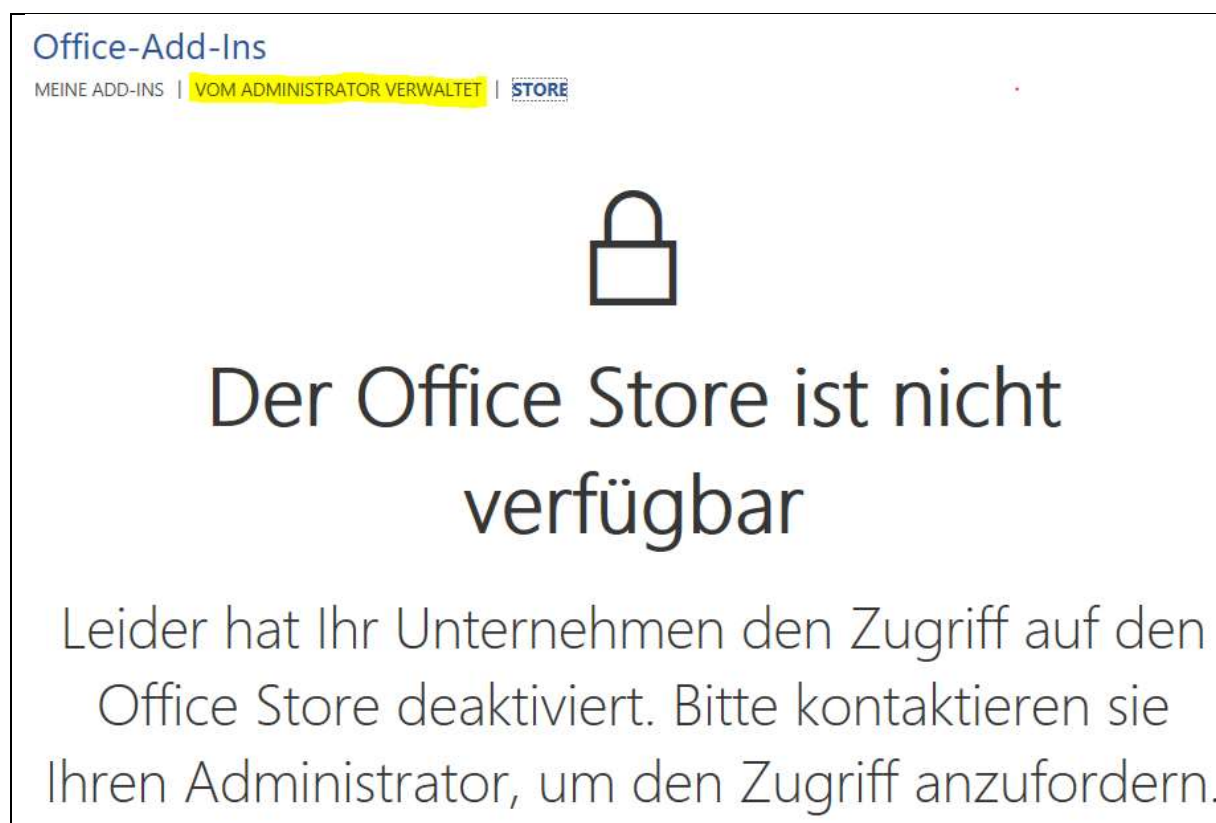 Office-Add-Ins
MEINE ADD-INS | VOM ADMINISTRATOR VERWALTET | STORE
Der Office Store ist nicht
verfügbar
Leider hat Ihr Unternehmen den Zugriff auf den
Office Store deaktiviert. Bitte kontaktieren sie
Ihren Administrator, um den Zugriff anzufordern.